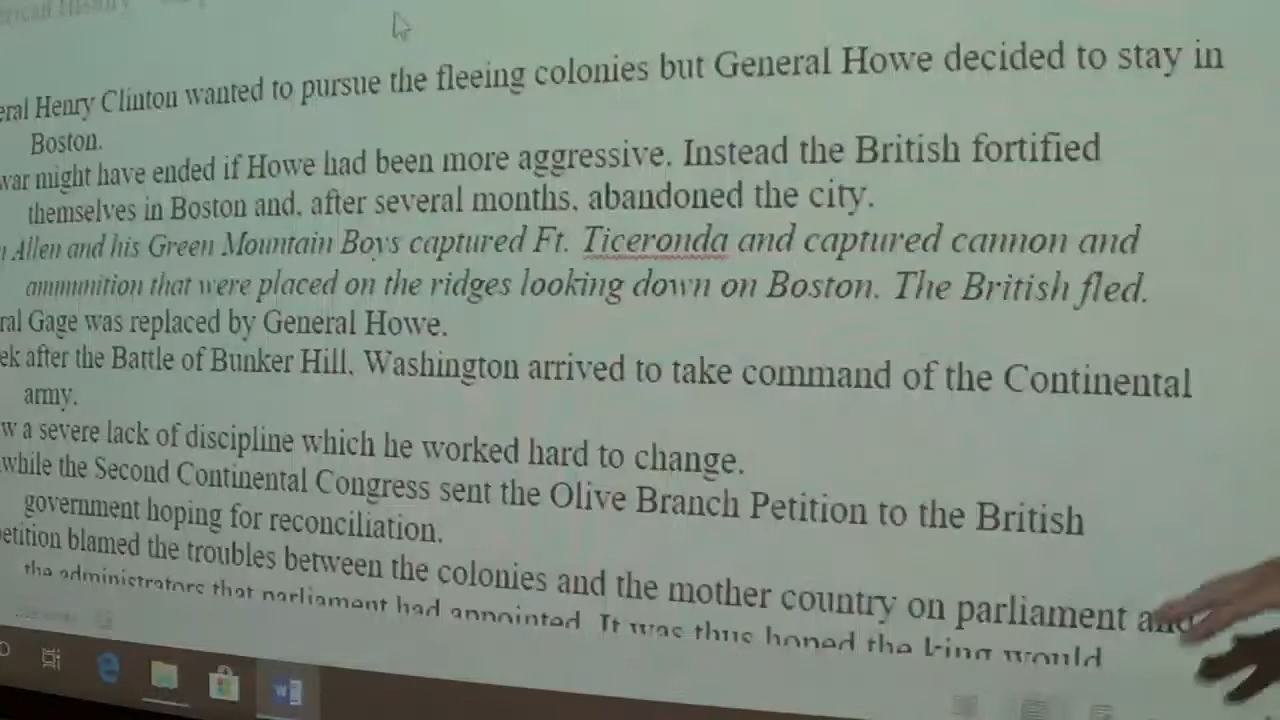 erican History
eral Henry Clinton wanted to pursue the fleeing colonies but General Howe decided to stay in
Boston.
war might have ended if Howe had been more aggressive. Instead the British fortified
themselves in Boston and, after several months, abandoned the city.
n Allen and his Green Mountain Boys captured Ft. Ticeronda and captured cannon and
ammunition that were placed on the ridges looking down on Boston. The British fled.
ral Gage was replaced by General Howe.
ek after the Battle of Bunker Hill, Washington arrived to take command of the Continental
army.
w a severe lack of discipline which he worked hard to change.
while the Second Continental Congress sent the Olive Branch Petition to the British
government hoping for reconciliation.
etition blamed the troubles between the colonies and the mother country on parliament and
the administrators that parliament had appointed. It was thus hoped the king would